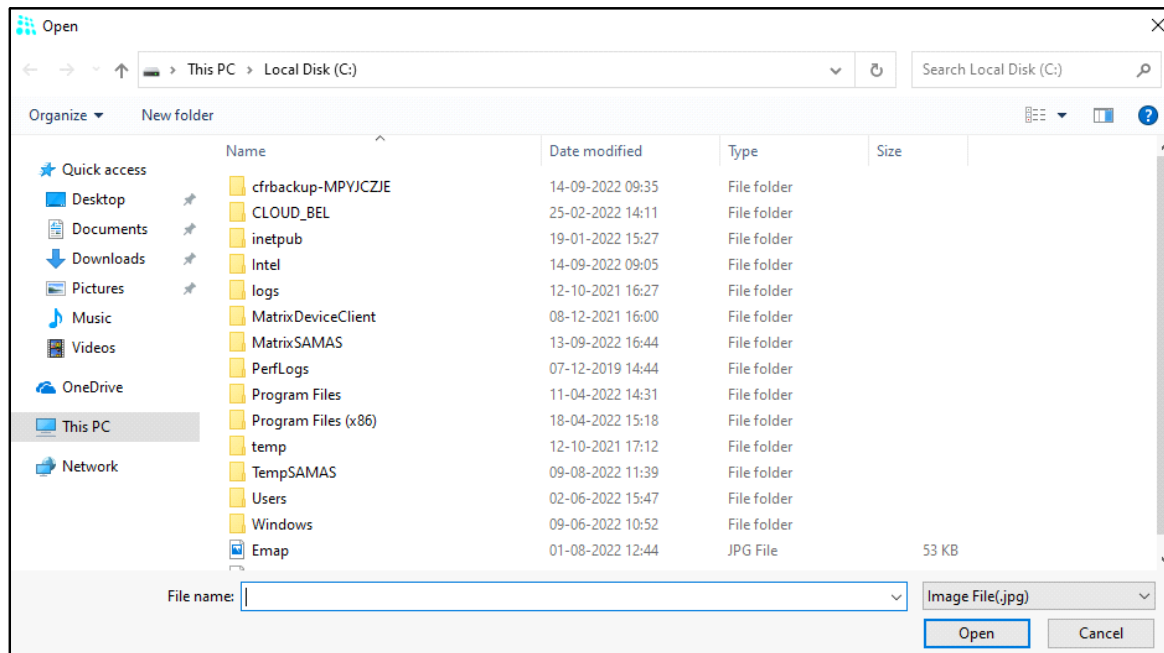 Open
This PC > Local Disk (C:)
Search Local Disk (C:)
Organize
New folder
Name Date modified Type Size
Quick access
Desktop
Documents
Downloads
Pictures
Music
Videos
OneDrive
This PC
Network
cfrbackup-MPYJCZJE 14-09-2022 09:35 File folder
CLOUD_BEL 25-02-2022 14:11 File folder
inetpub 19-01-2022 15:27 File folder
Intel 14-09-2022 09:05 File folder
logs 12-10-2021 16:27 File folder
MatrixDeviceClient 08-12-2021 16:00 File folder
MatrixSAMAS 13-09-2022 16:44 File folder
PerfLogs 07-12-2019 14:44 File folder
Program Files 11-04-2022 14:31 File folder
Program Files (x86) 18-04-2022 15:18 File folder
temp 12-10-2021 17:12 File folder
TempSAMAS 09-08-2022 11:39 File folder
Users 02-06-2022 15:47 File folder
Windows 09-06-2022 10:52 File folder
Emap 01-08-2022 12:44 JPG File 53 KB
File name:
Image File(.jpg)
Open
Cancel